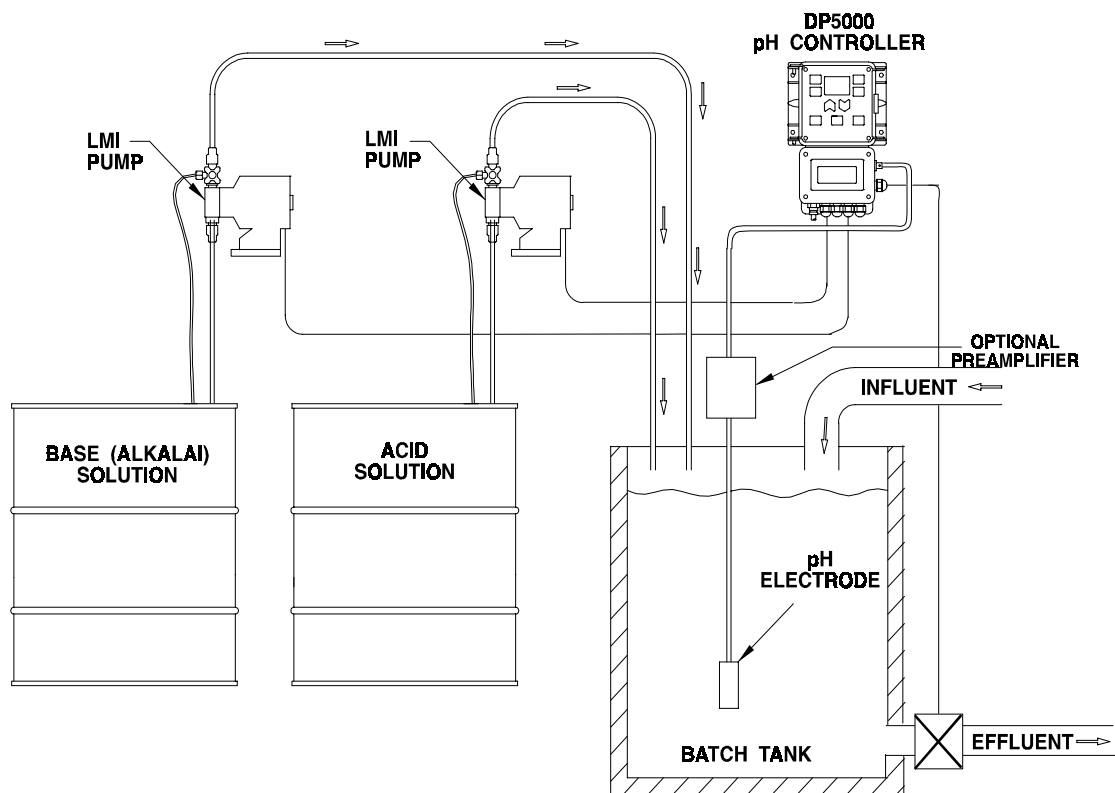 DP5000
pH CONTROLLER
LMI
PUMP
LMI
PUMP
OPTIONAL
PREAMPLIFIER
INFLUENT
BASE (ALKALAI)
SOLUTION
ACID
SOLUTION
pH
ELECTRODE
BATCH TANK
EFFLUENT